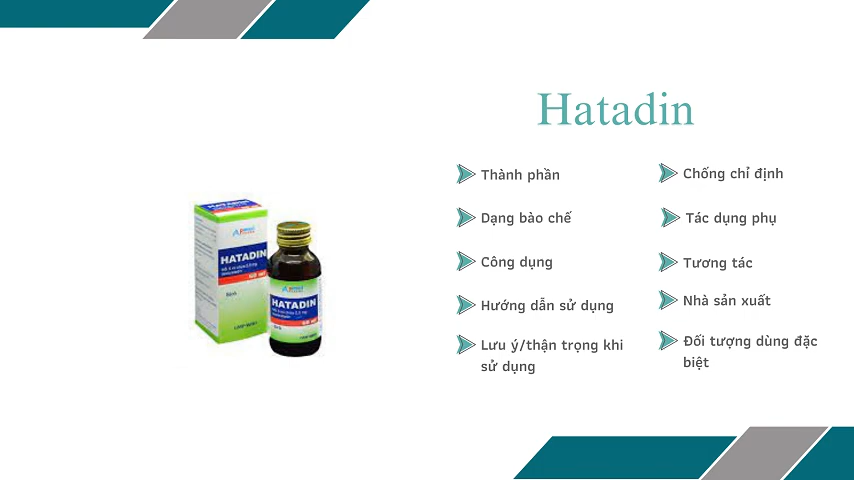 Hatadin
Thành phần
Dạng bào chế
Công dụng
Hướng dẫn sử dụng
Lưu ý/thận trọng khi
sử dụng
Chống chỉ định
Tác dụng phụ
Tương tác
Nhà sản xuất
Đối tượng dùng đặc
biệt
HATADIN
HATADIN